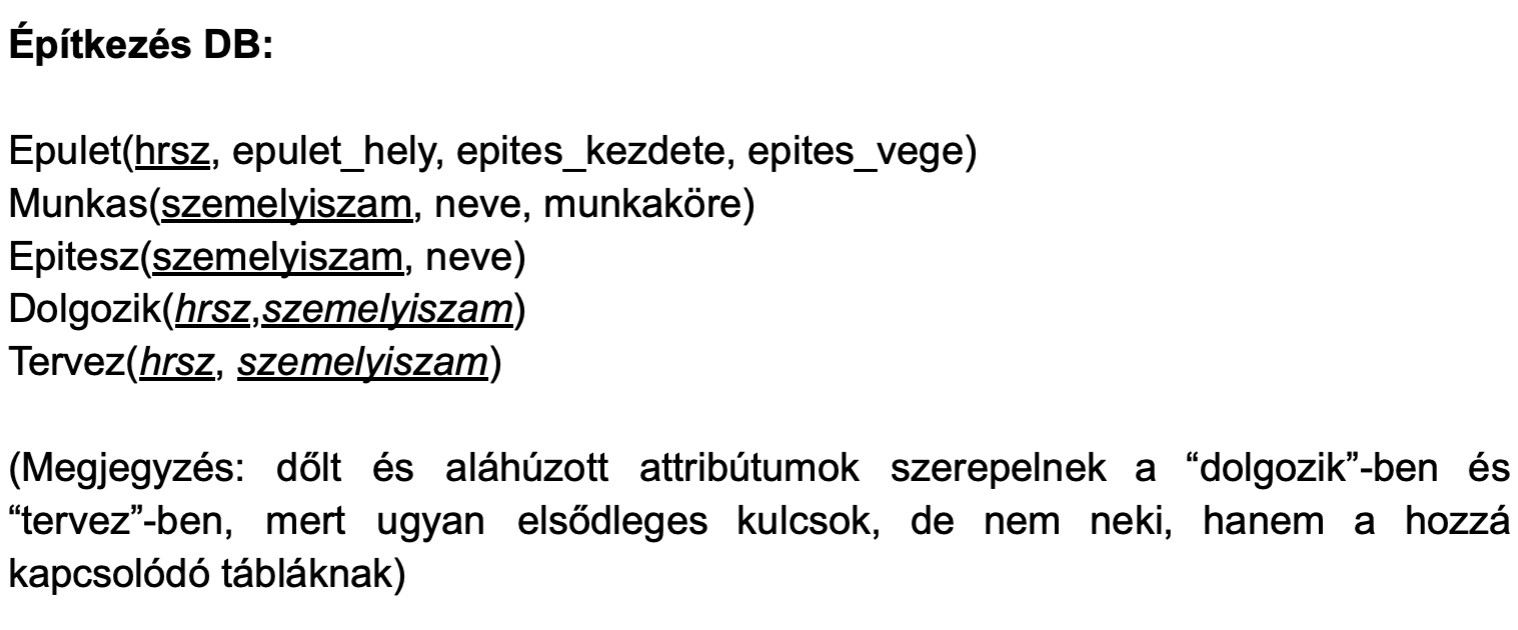 Építkezés DB:
Epulet(hrsz, epulet_hely, epites_kezdete, epites_vege)
Munkas(szemelyiszam, neve, munkaköre)
Epitesz(szemelyiszam, neve)
Dolgozik(hrsz,szemelyiszam)
Tervez(hrsz, szemelyiszam)
(Megjegyzés: dőlt és aláhúzott attribútumok szerepelnek a “dolgozik”-ben és
“tervez”-ben, mert ugyan elsődleges kulcsok, de nem neki, hanem a hozzá
kapcsolódó tábláknak)